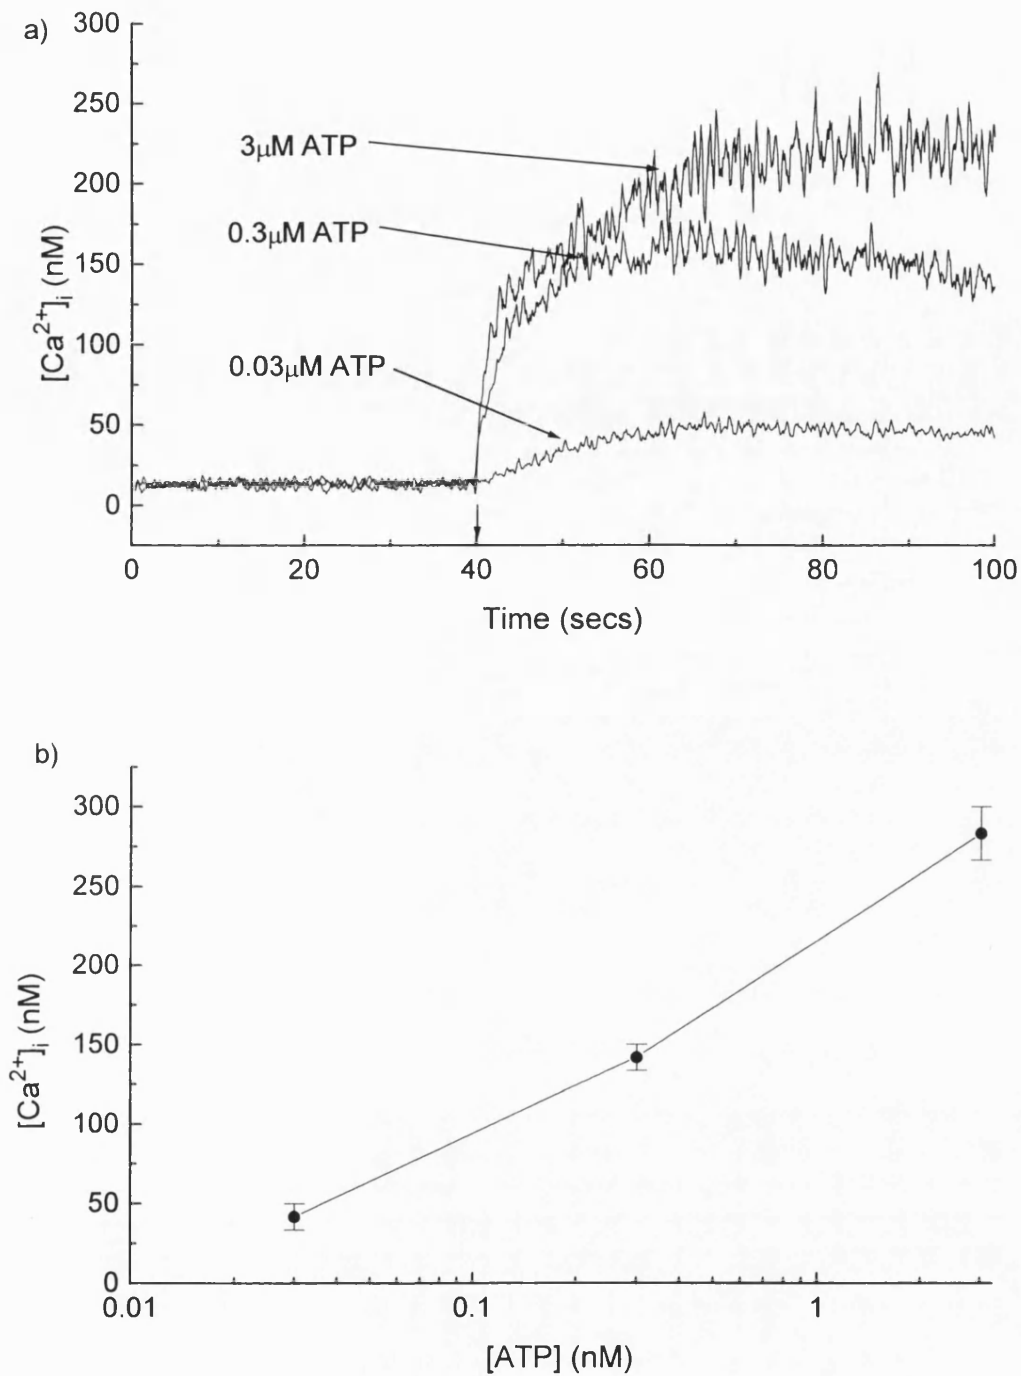 a)
300
250
200
150
100
50
0
[Ca²⁺]ᵢ (nM)
3µM ATP
0.3µM ATP
0.03µM ATP
0 20 40 60 80 100
Time (secs)
b)
300
250
200
150
100
50
0
[Ca²⁺]ᵢ (nM)
0.01 0.1 1
[ATP] (nM)